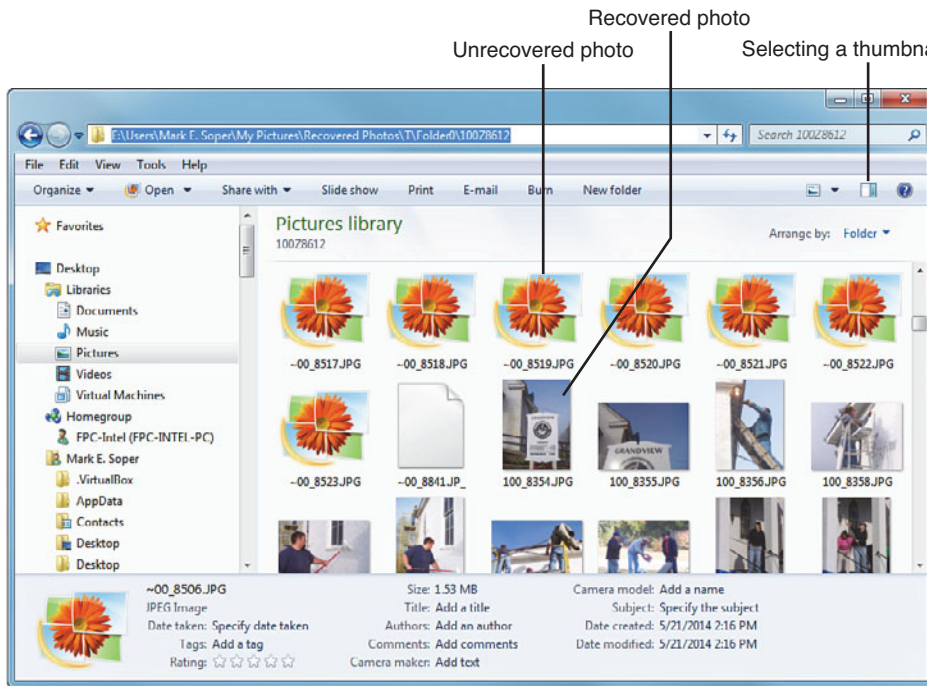 Recovered photo
Unrecovered photo
Selecting a thumbna
E:\Users\Mark E. Soper\My Pictures\Recovered Photos\T\Folder0\10078612
Search 10078612
File Edit View Tools Help
Organize Open Share with Slide show Print E-mail Burn New folder
Favorites
Desktop
Libraries
Documents
Music
Pictures
Videos
Virtual Machines
Homegroup
FPC-Intel (FPC-INTEL-PC)
Mark E. Soper
.VirtualBox
AppData
Contacts
Desktop
Desktop
Pictures library
10078612
Arrange by: Folder
~00_8517.JPG ~00_8518.JPG ~00_8519.JPG ~00_8520.JPG ~00_8521.JPG ~00_8522.JPG
GRANDVIEW
~00_8523.JPG ~00_8841.JP_ 100_8354.JPG 100_8355.JPG 100_8356.JPG 100_8358.JPG
~00_8506.JPG Size: 1.53 MB Camera model: Add a name
JPEG Image Title: Add a title Subject: Specify the subject
Date taken: Specify date taken Authors: Add an author Date created: 5/21/2014 2:16 PM
Tags: Add a tag Comments: Add comments Date modified: 5/21/2014 2:16 PM
Rating: Camera maker: Add text